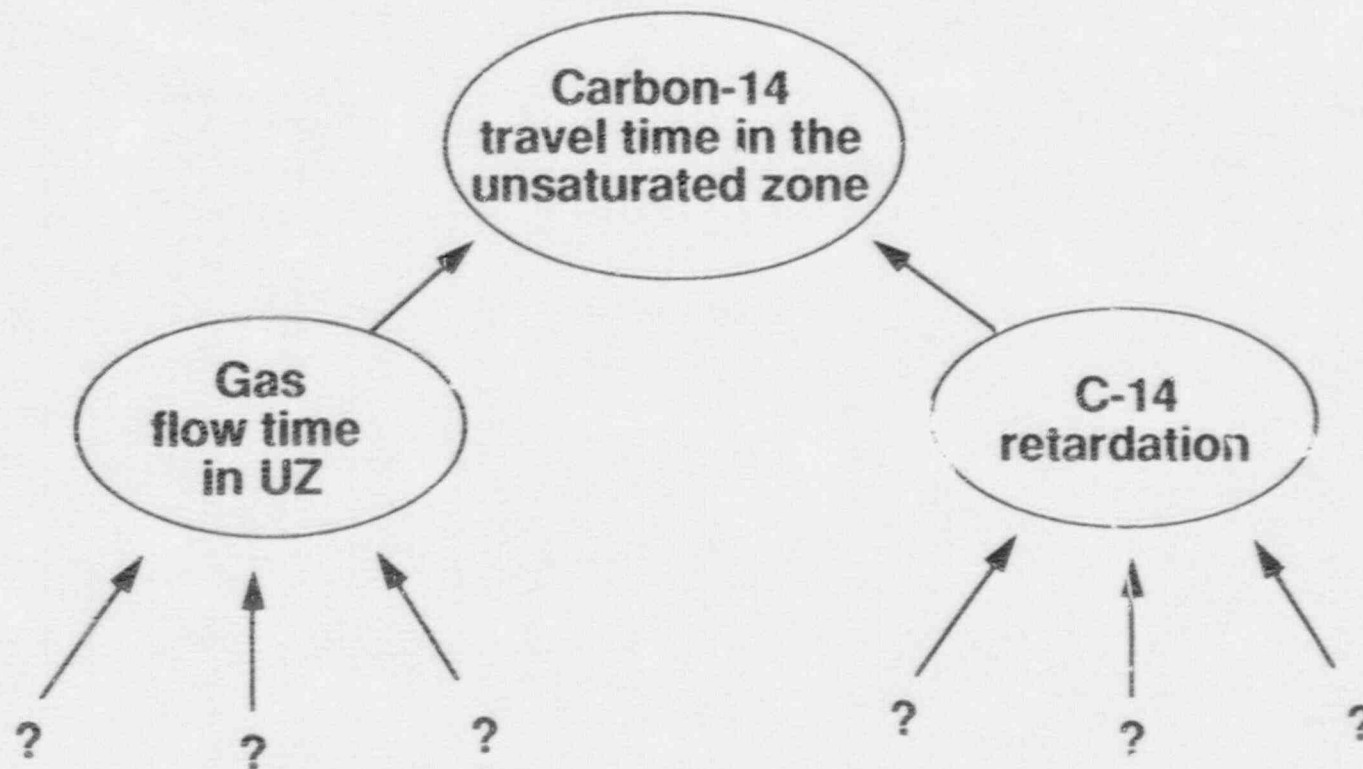 Carbon-14
travel time in the
unsaturated zone
Gas
flow time
in UZ
C-14
retardation
? ? ? ? ? ?